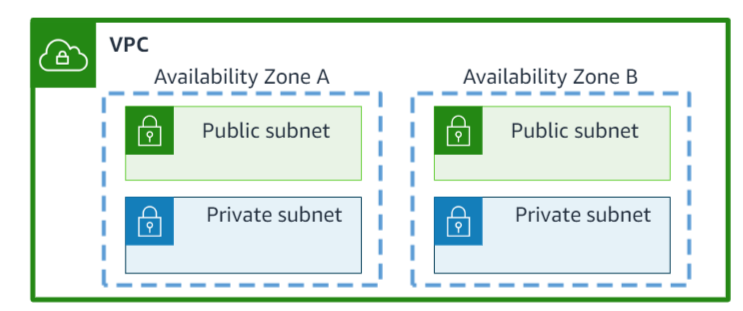 VPC
Availability Zone A
Availability Zone B
Public subnet
Public subnet
Private subnet
Private subnet